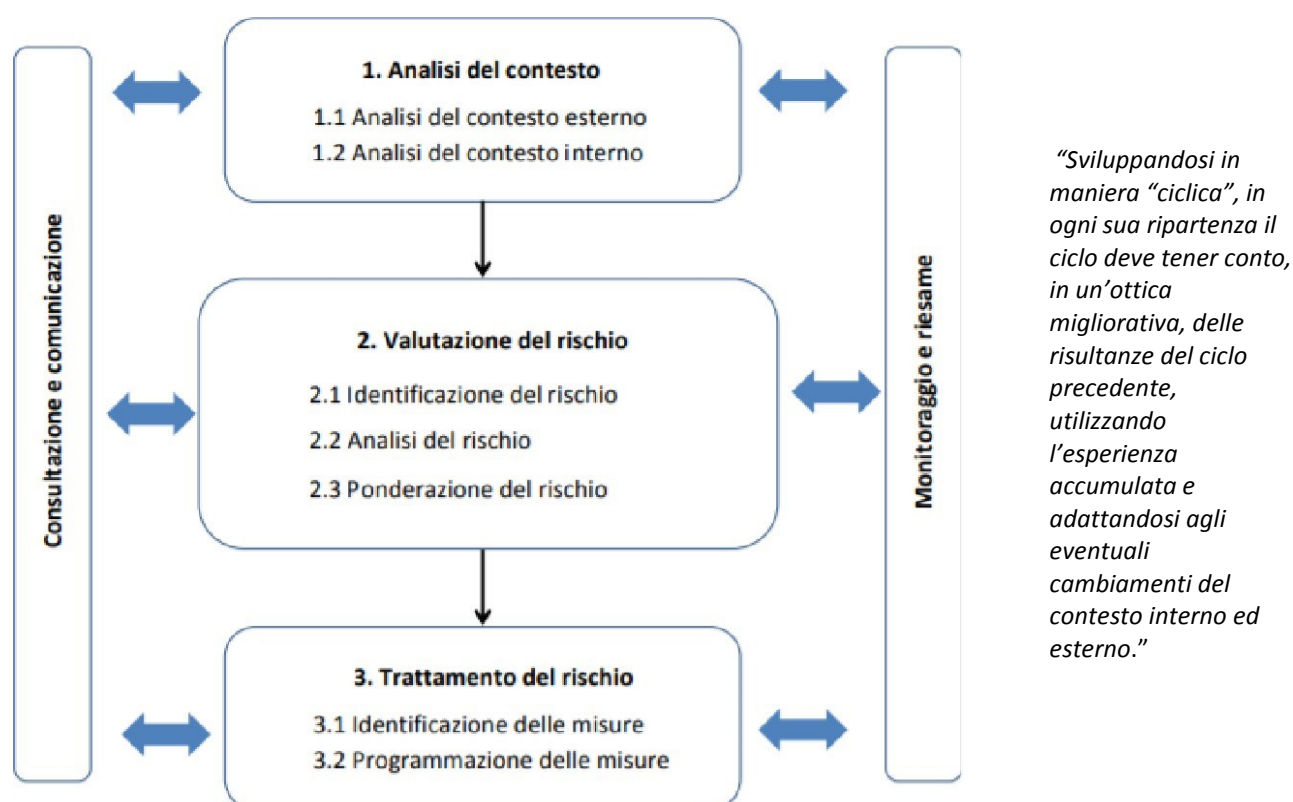 Consultazione e comunicazione
1. Analisi del contesto
1.1 Analisi del contesto esterno
1.2 Analisi del contesto interno
2. Valutazione del rischio
2.1 Identificazione del rischio
2.2 Analisi del rischio
2.3 Ponderazione del rischio
3. Trattamento del rischio
3.1 Identificazione delle misure
3.2 Programmazione delle misure
Monitoraggio e riesame
“Sviluppandosi in
maniera “ciclica”, in
ogni sua ripartenza il
ciclo deve tener conto,
in un’ottica
migliorativa, delle
risultanze del ciclo
precedente,
utilizzando
l’esperienza
accumulata e
adattandosi agli
eventuali
cambiamenti del
contesto interno ed
esterno.”